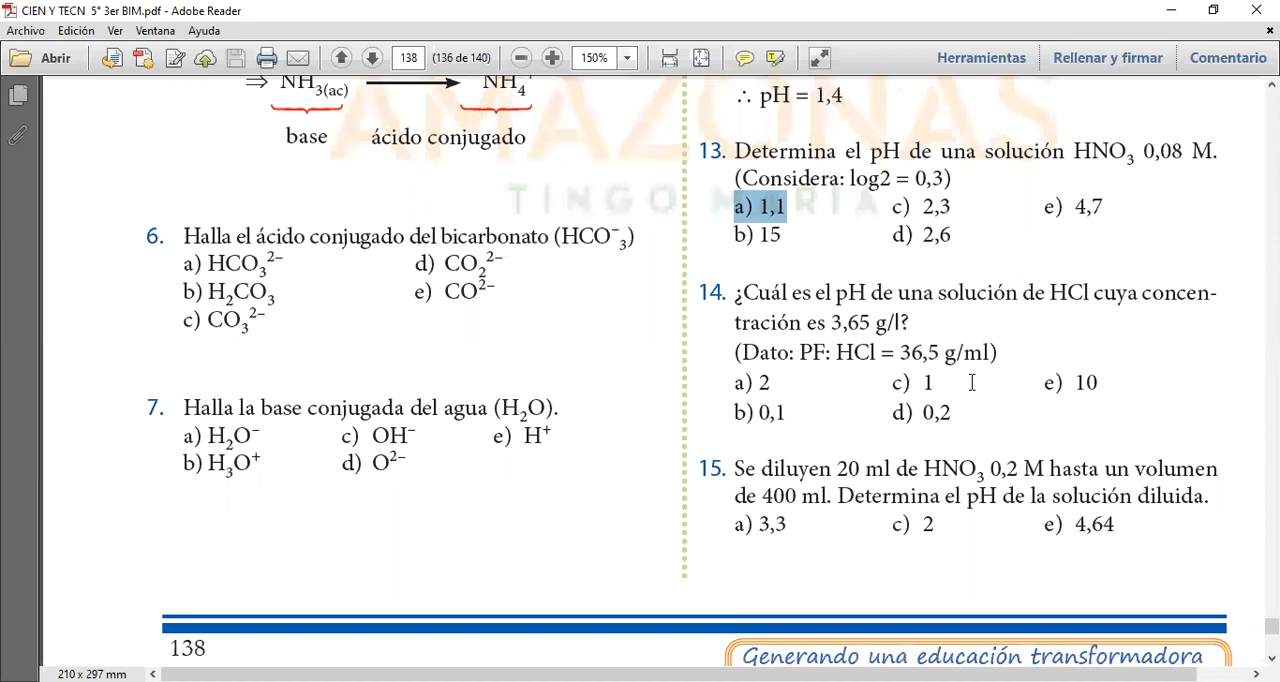 CIEN Y TECN 5° 3er BIM.pdf - Adobe Reader
Archivo Edición Ver Ventana Ayuda
Abrir 138 (136 de 140) 150% Herramientas Rellenar y firmar Comentario
AMAZONAS
TINGO MARIA
⇒ NH₃(ac) ⟶ NH₄⁺
base ácido conjugado
6. Halla el ácido conjugado del bicarbonato (HCO⁻₃)
a) HCO₃²⁻ d) CO₂²⁻
b) H₂CO₃ e) CO²⁻
c) CO₃²⁻
7. Halla la base conjugada del agua (H₂O).
a) H₂O⁻ c) OH⁻ e) H⁺
b) H₃O⁺ d) O²⁻
∴ pH = 1,4
13. Determina el pH de una solución HNO₃ 0,08 M.
(Considera: log2 = 0,3)
a) 1,1 c) 2,3 e) 4,7
b) 15 d) 2,6
14. ¿Cuál es el pH de una solución de HCl cuya concen-
tración es 3,65 g/l?
(Dato: PF: HCl = 36,5 g/ml)
a) 2 c) 1 e) 10
b) 0,1 d) 0,2
15. Se diluyen 20 ml de HNO₃ 0,2 M hasta un volumen
de 400 ml. Determina el pH de la solución diluida.
a) 3,3 c) 2 e) 4,64
138
Generando una educación transformadora
210 x 297 mm